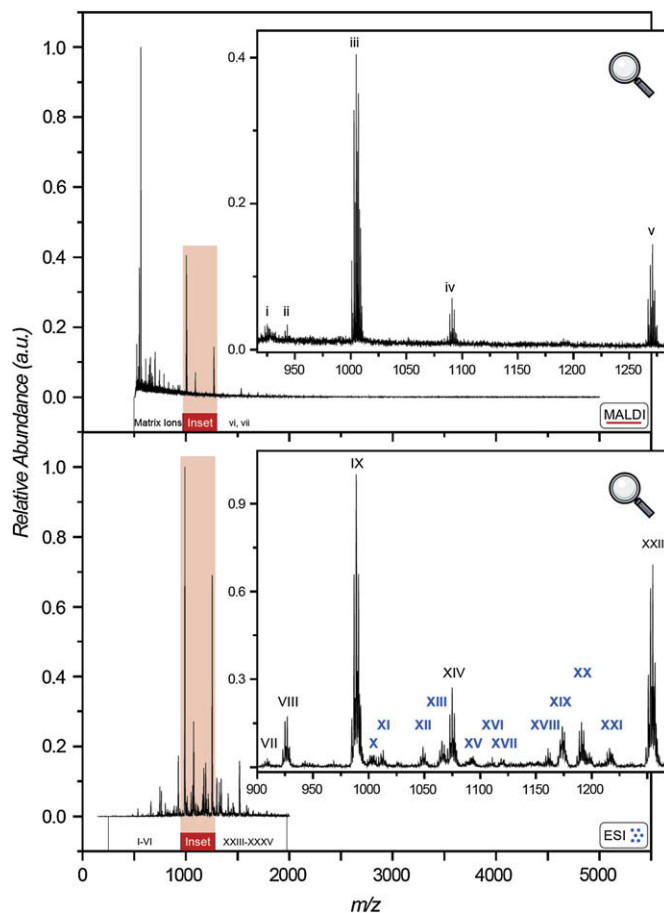 Relative Abundance (a.u.)
1.0
0.8
0.6
0.4
0.2
0.0
0.4
0.2
0.0
iii
i
ii
iv
v
950
1000
1050
1100
1150
1200
1250
Matrix Ions
Inset
vi, vii
MALDI
1.0
0.8
0.6
0.4
0.2
0.0
0.9
0.6
0.3
IX
XXII
VII
VIII
X
XI
XII
XIII
XIV
XV
XVI
XVII
XVIII
XIX
XX
XXI
900
950
1000
1050
1100
1150
1200
I-VI
Inset
XXIII-XXXV
ESI
0
1000
2000
3000
4000
5000
m/z